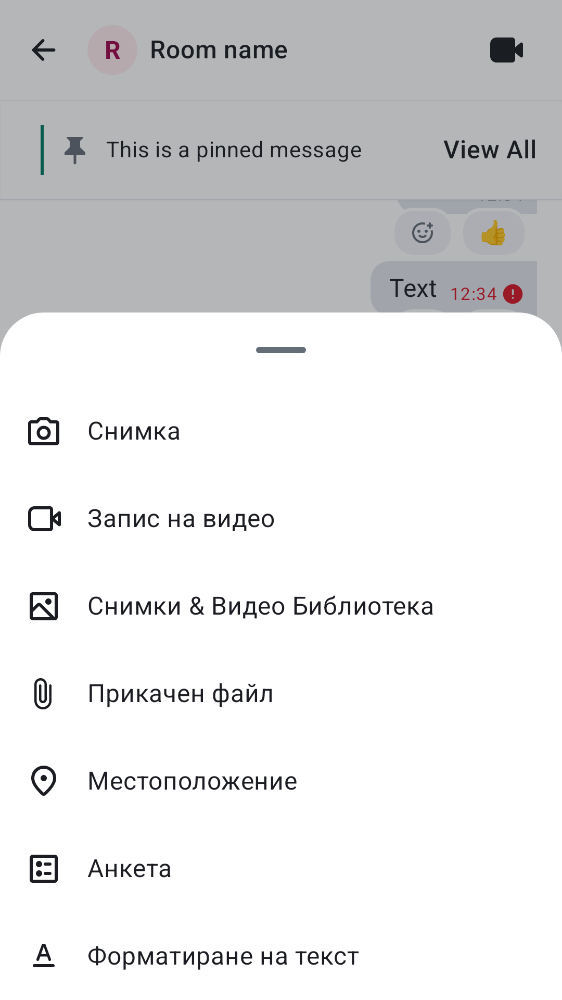 R Room name
This is a pinned message View All
Text 12:34
Снимка
Запис на видео
Снимки & Видео Библиотека
Прикачен файл
Местоположение
Анкета
Форматиране на текст